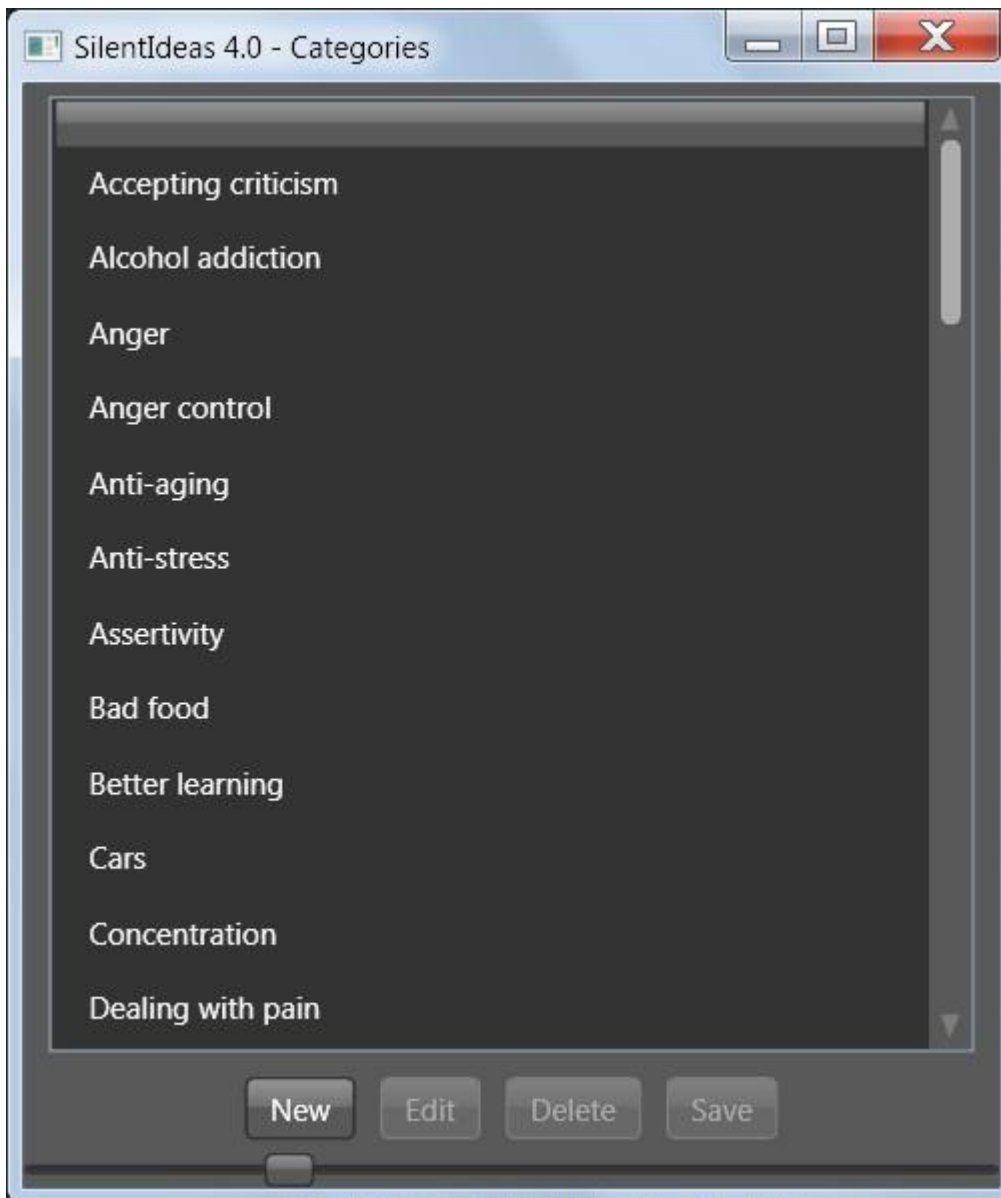 SilentIdeas 4.0 - Categories
Accepting criticism
Alcohol addiction
Anger
Anger control
Anti-aging
Anti-stress
Assertivity
Bad food
Better learning
Cars
Concentration
Dealing with pain
New Edit Delete Save